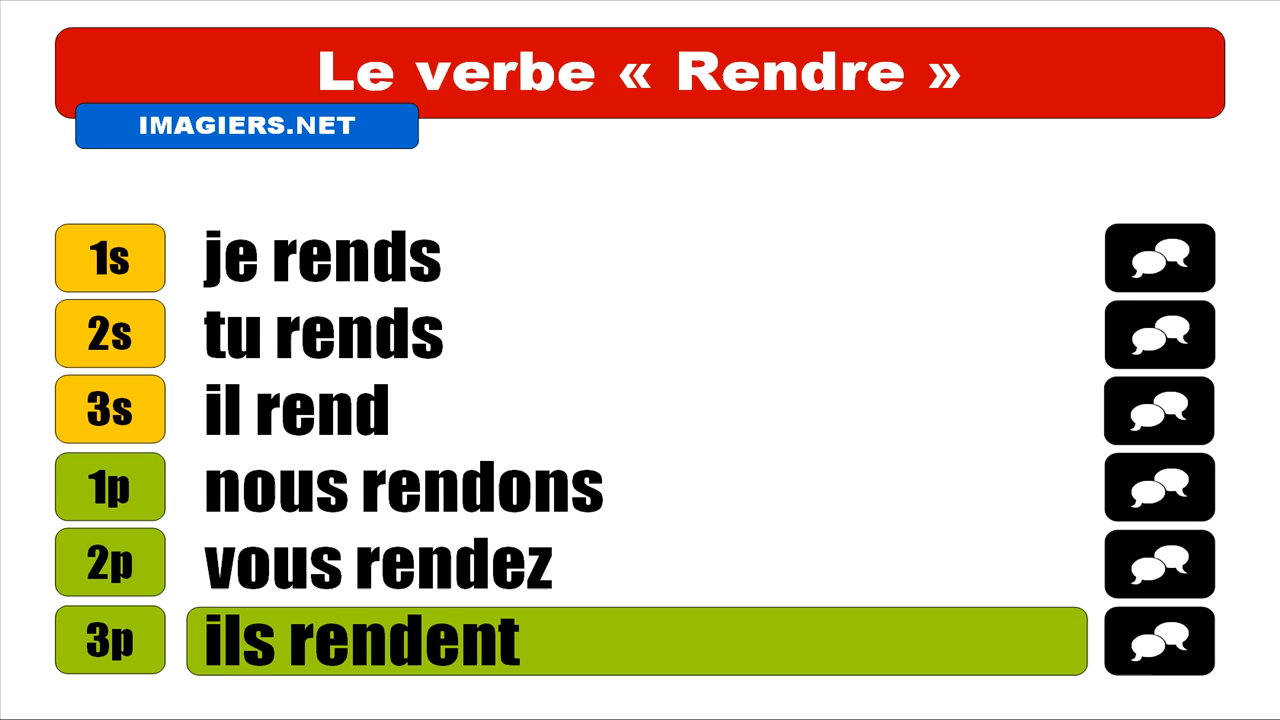 Le verbe « Rendre »
IMAGIERS.NET
1s je rends
2s tu rends
3s il rend
1p nous rendons
2p vous rendez
3p ils rendent